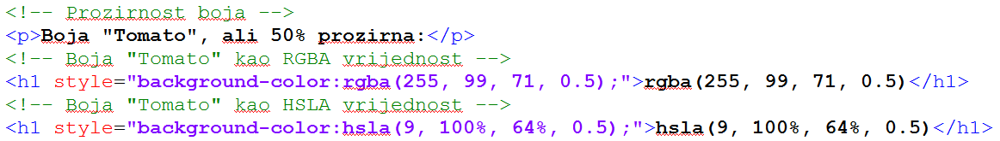 <!-- Prozirnost boja -->
<p>Boja "Tomato", ali 50% prozirna:</p>
<!-- Boja "Tomato" kao RGBA vrijednost -->
<h1 style="background-color:rgba(255, 99, 71, 0.5);">rgba(255, 99, 71, 0.5)</h1>
<!-- Boja "Tomato" kao HSLA vrijednost -->
<h1 style="background-color:hsla(9, 100%, 64%, 0.5);">hsla(9, 100%, 64%, 0.5)</h1>